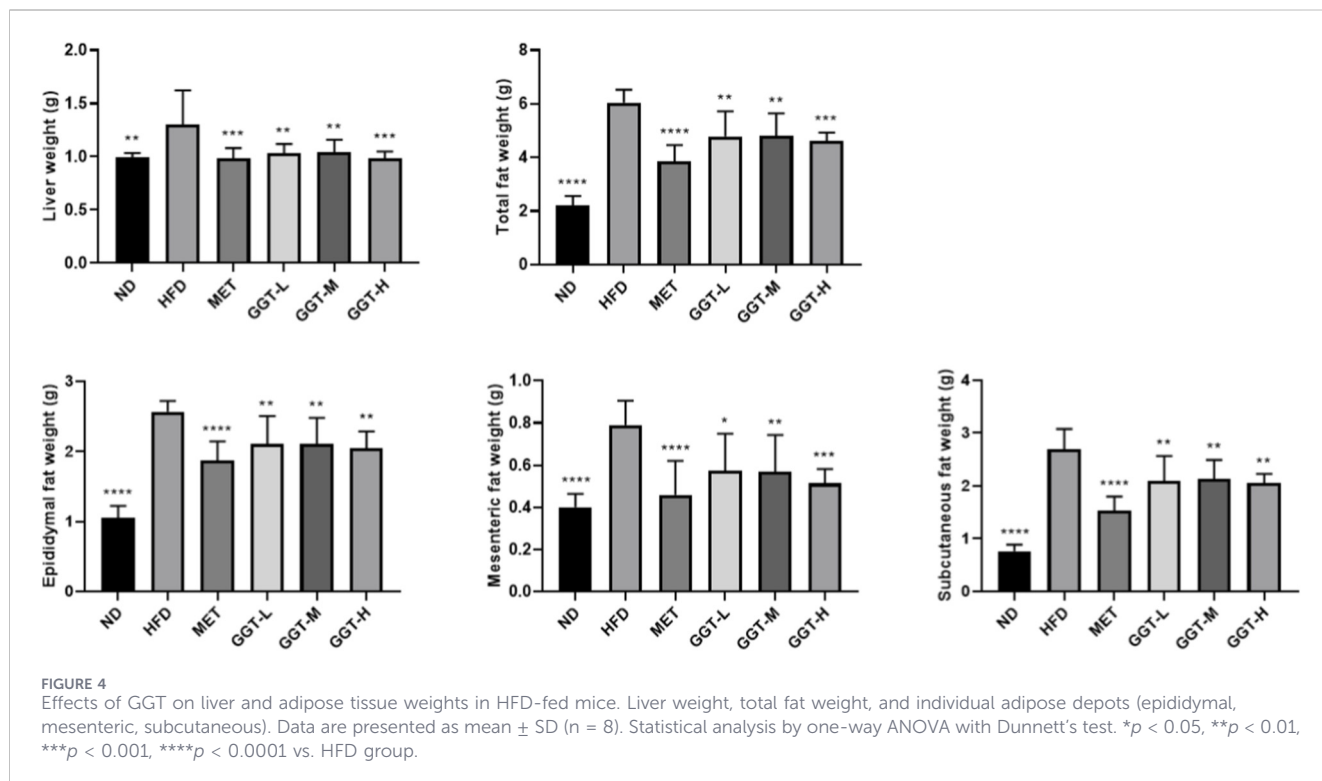 Liver weight (g)
2.0
1.5
1.0
0.5
0.0
**
***
**
**
***
ND
HFD
MET
GGT-L
GGT-M
GGT-H
Total fat weight (g)
8
6
4
2
0
****
****
**
**
***
ND
HFD
MET
GGT-L
GGT-M
GGT-H
Epididymal fat weight (g)
3
2
1
0
****
****
**
**
**
ND
HFD
MET
GGT-L
GGT-M
GGT-H
Mesenteric fat weight (g)
1.0
0.8
0.6
0.4
0.2
0.0
****
****
*
**
***
ND
HFD
MET
GGT-L
GGT-M
GGT-H
Subcutaneous fat weight (g)
4
3
2
1
0
****
****
**
**
**
ND
HFD
MET
GGT-L
GGT-M
GGT-H
FIGURE 4
Effects of GGT on liver and adipose tissue weights in HFD-fed mice. Liver weight, total fat weight, and individual adipose depots (epididymal,
mesenteric, subcutaneous). Data are presented as mean ± SD (n = 8). Statistical analysis by one-way ANOVA with Dunnett's test. *p < 0.05, **p < 0.01,
***p < 0.001, ****p < 0.0001 vs. HFD group.